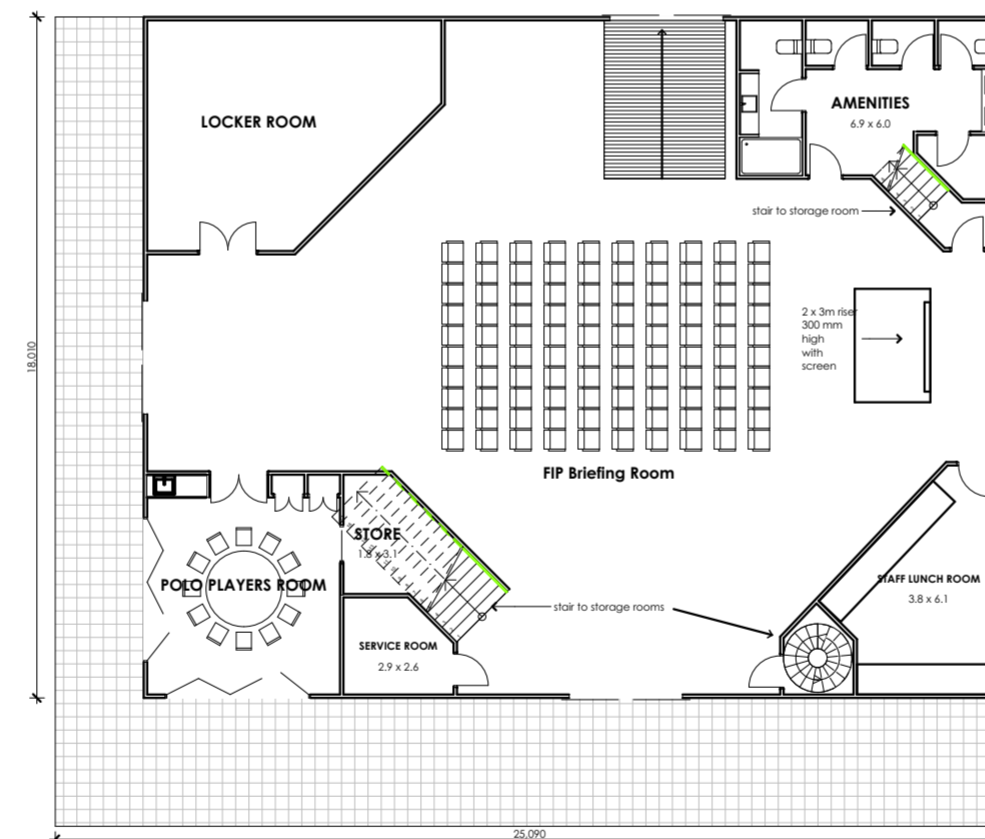 LOCKER ROOM
AMENITIES
6.9 x 6.0
stair to storage room
2 x 3m riser
300 mm
high
with
screen
18,010
FIP Briefing Room
STORE
1.8 x 3.1
POLO PLAYERS ROOM
STAFF LUNCH ROOM
3.8 x 6.1
stair to storage rooms
SERVICE ROOM
2.9 x 2.6
25,090